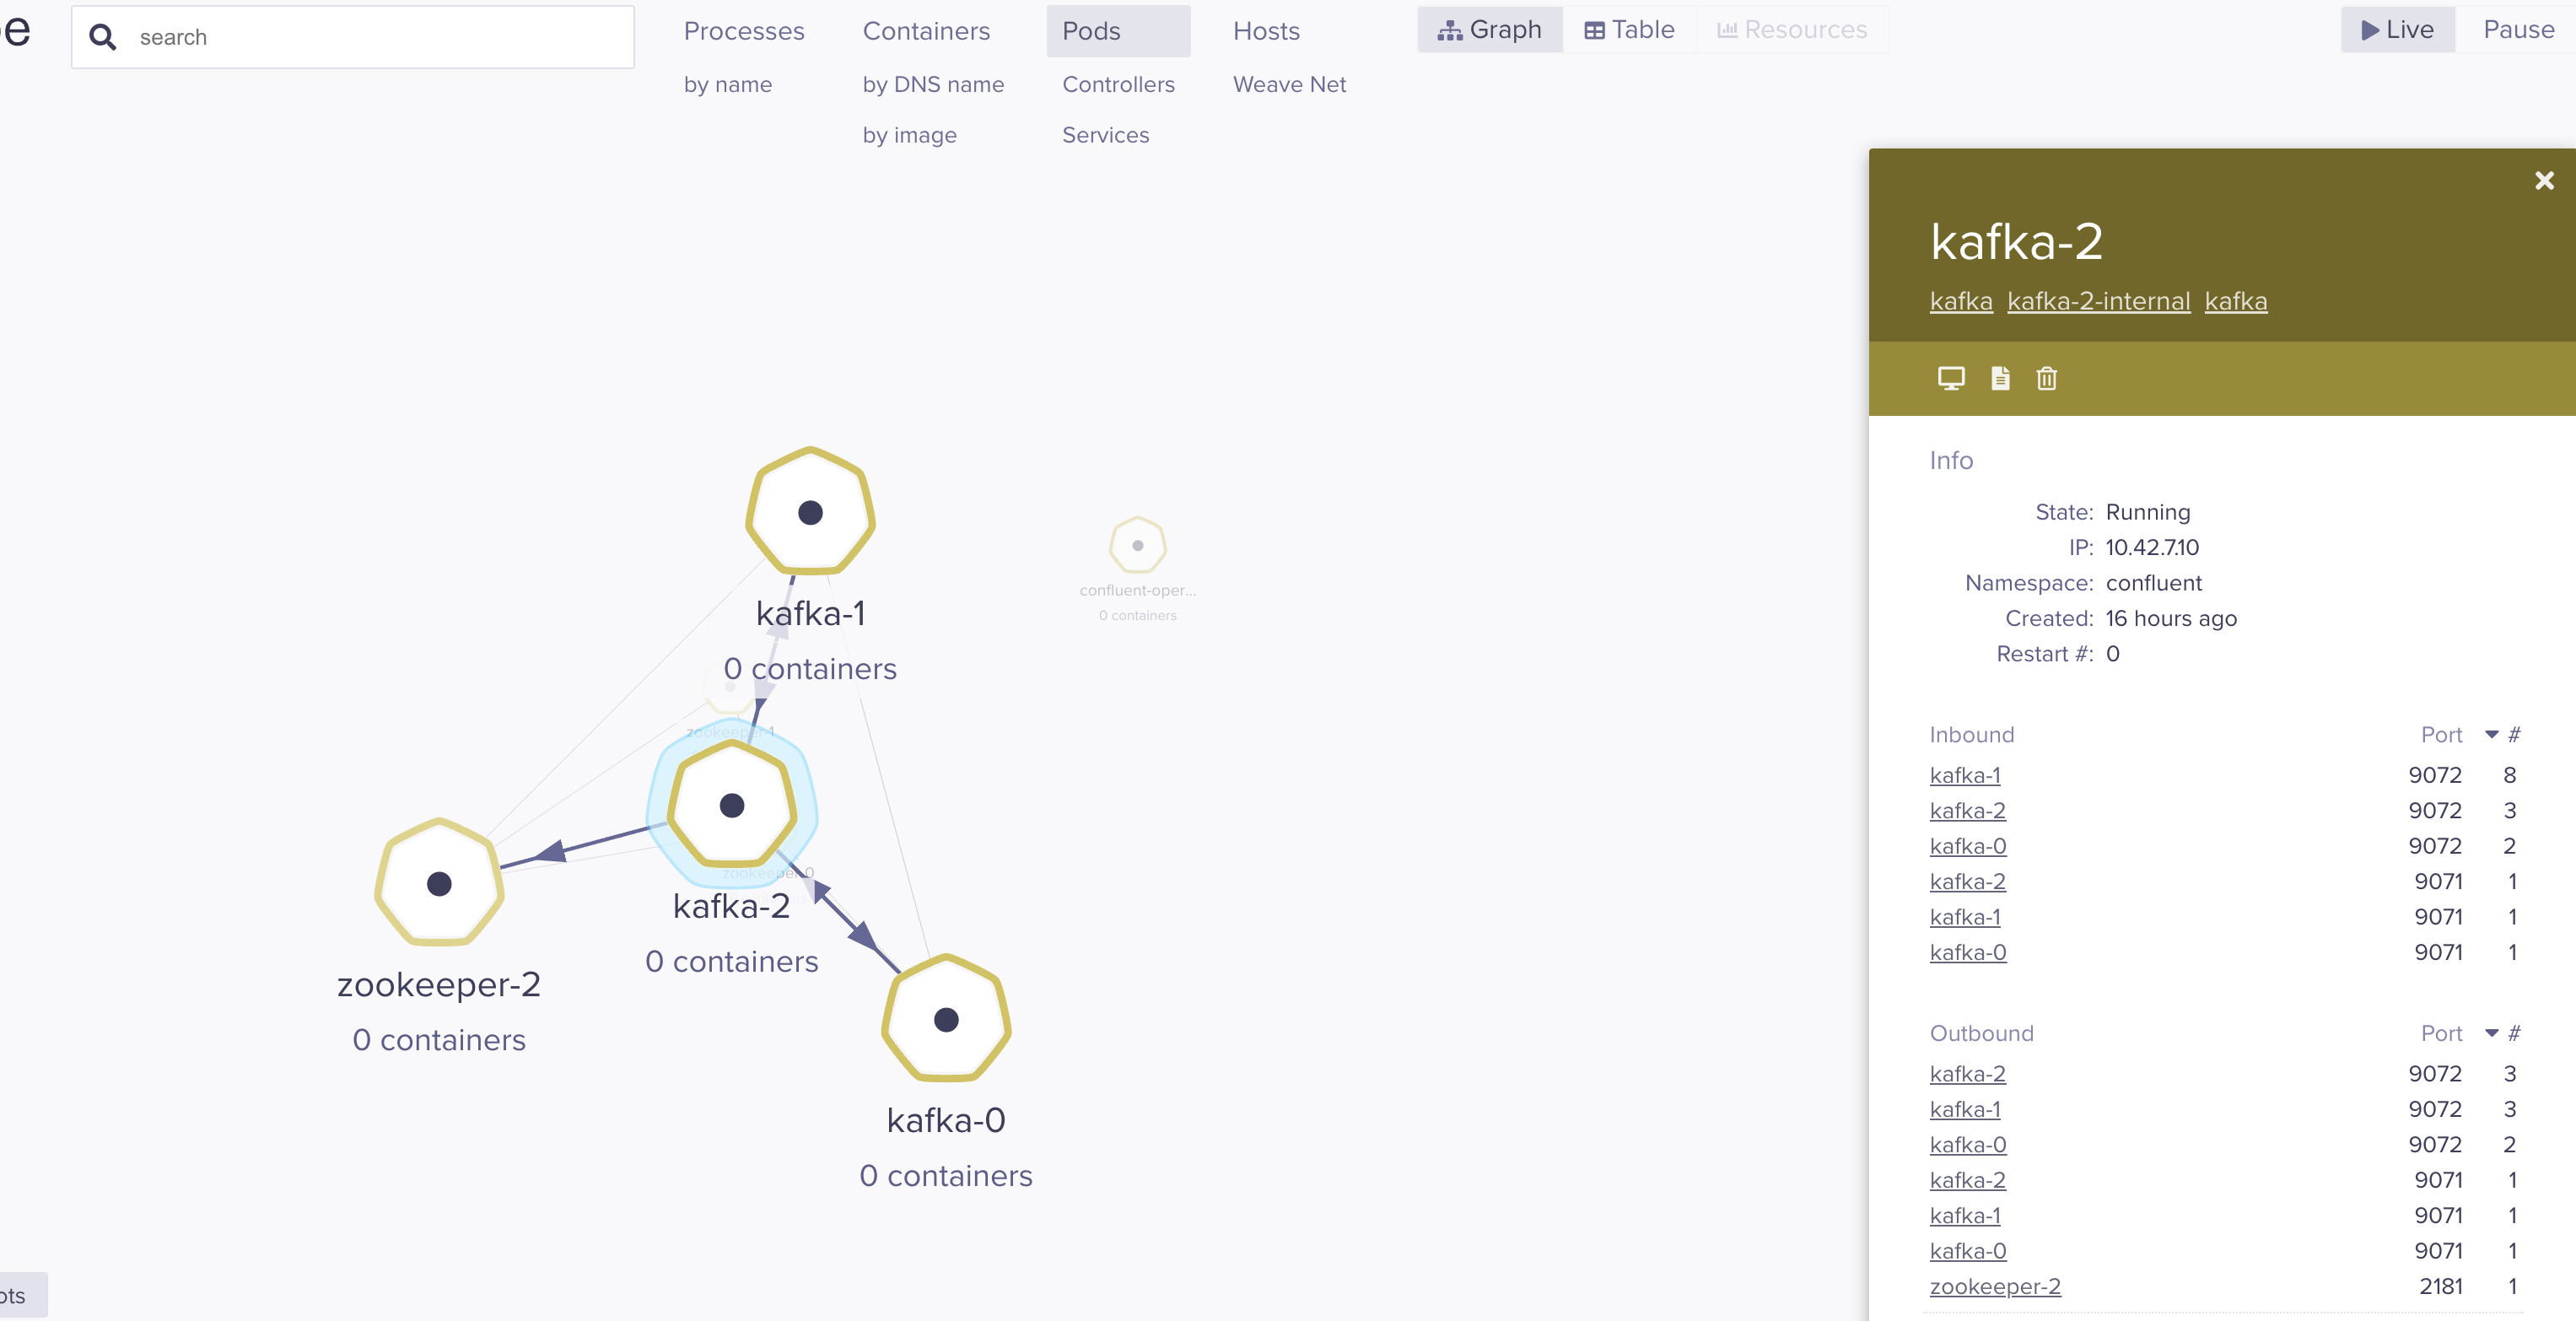 search
Processes
by name
Containers
by DNS name
by image
Pods
Controllers
Services
Hosts
Weave Net
Graph
Table
Resources
Live
Pause
kafka-1
0 containers
confluent-oper...
0 containers
zookeeper-1
kafka-2
0 containers
zookeeper-0
zookeeper-2
0 containers
kafka-0
0 containers
kafka-2
kafka kafka-2-internal kafka
Info
State: Running
IP: 10.42.7.10
Namespace: confluent
Created: 16 hours ago
Restart #: 0
Inbound Port #
kafka-1 9072 8
kafka-2 9072 3
kafka-0 9072 2
kafka-2 9071 1
kafka-1 9071 1
kafka-0 9071 1
Outbound Port #
kafka-2 9072 3
kafka-1 9072 3
kafka-0 9072 2
kafka-2 9071 1
kafka-1 9071 1
kafka-0 9071 1
zookeeper-2 2181 1